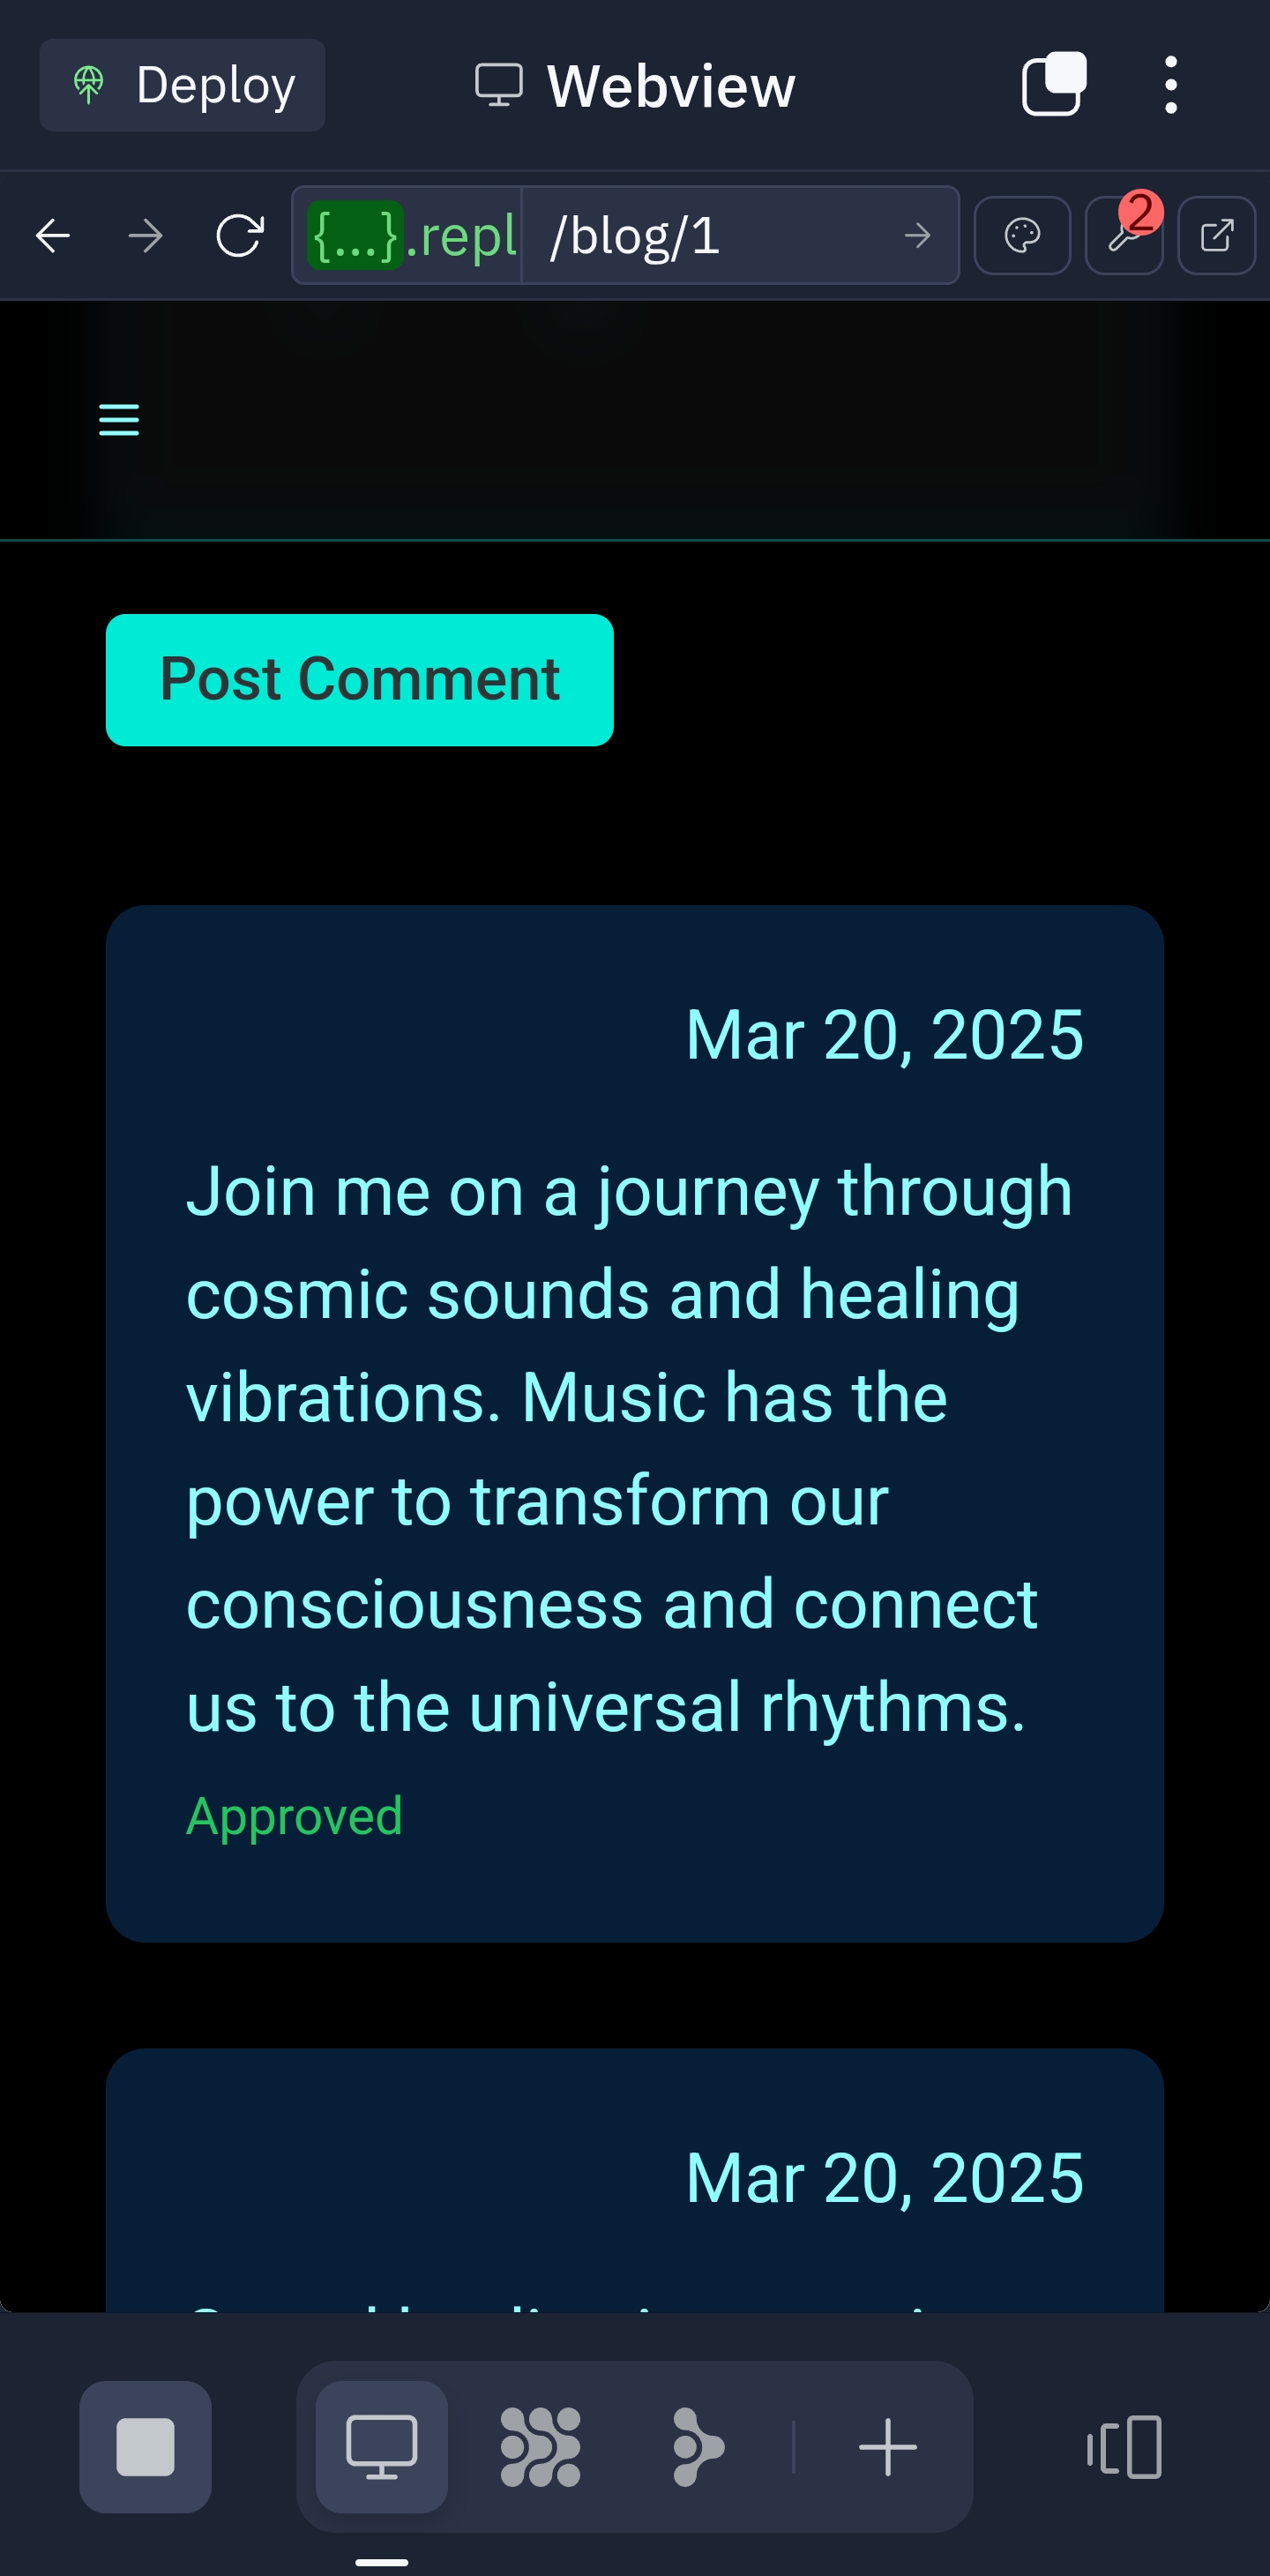 Deploy
Webview
{...}.repl
/blog/1
2
Post Comment
Mar 20, 2025
Join me on a journey through
cosmic sounds and healing
vibrations. Music has the
power to transform our
consciousness and connect
us to the universal rhythms.
Approved
Mar 20, 2025